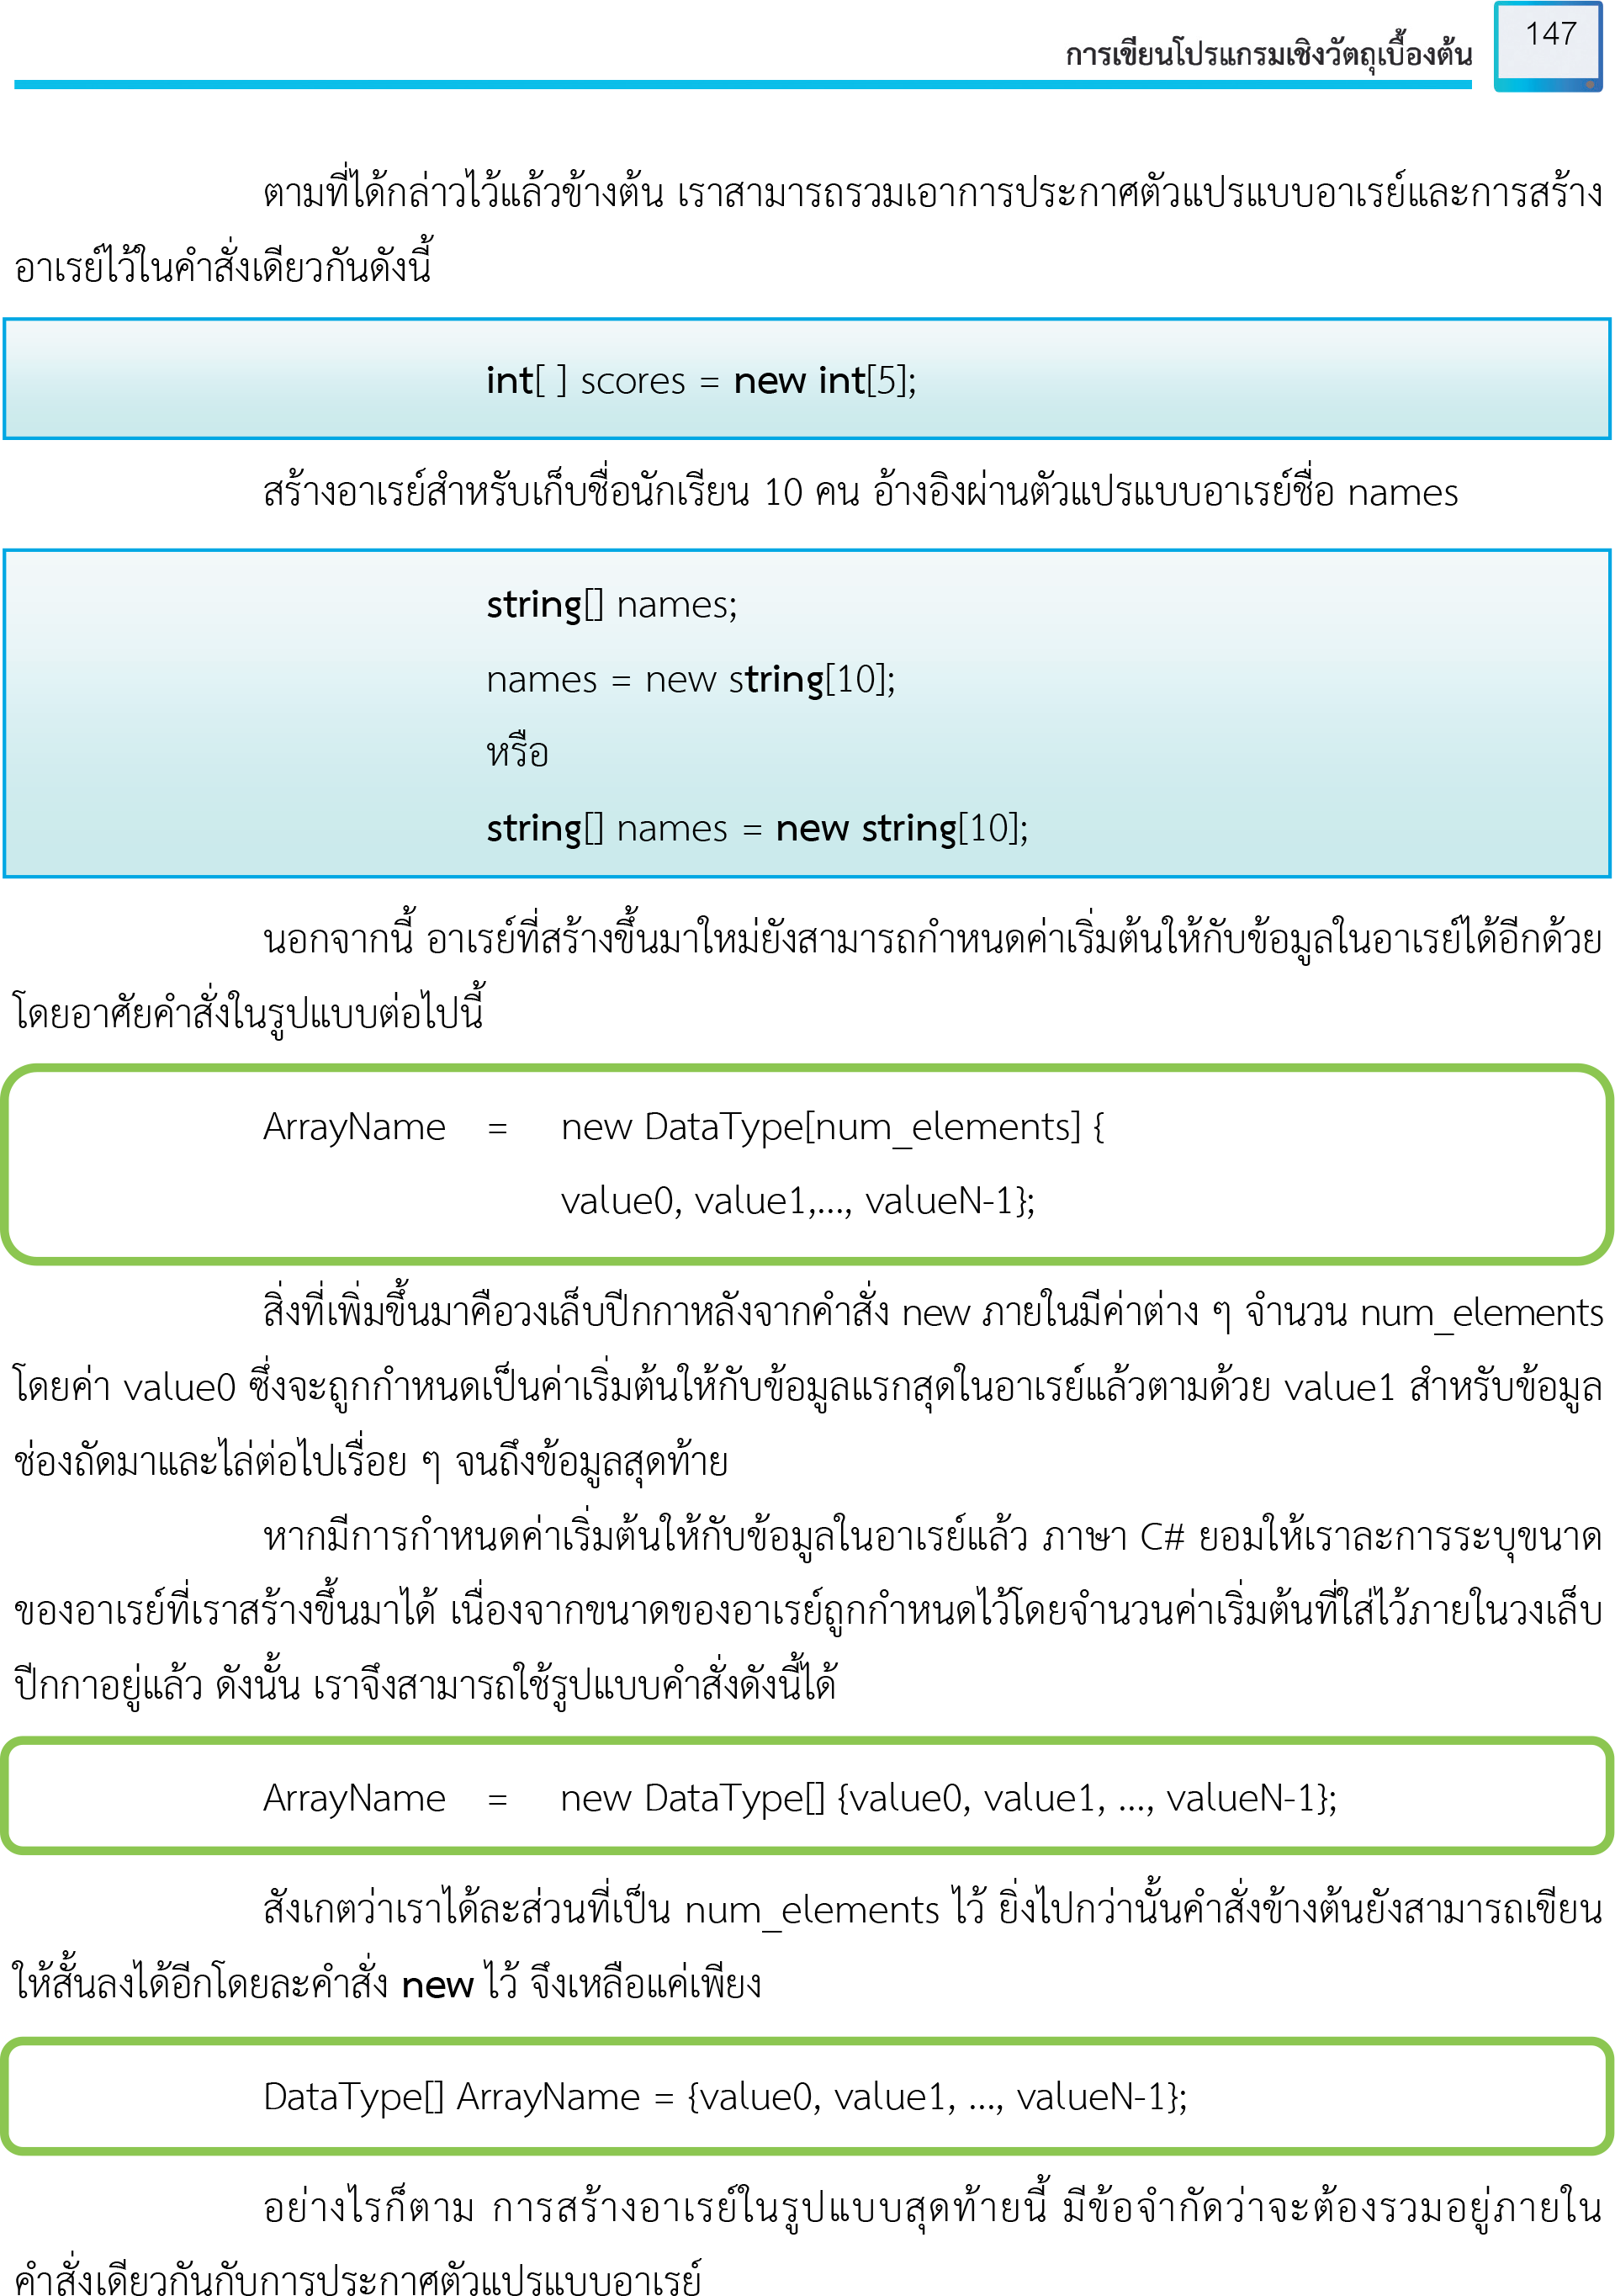 การเขียนโปรแกรมเชิงวัตถุเบื้องต้น 147
ตามที่ได้กล่าวไว้แล้วข้างต้น เราสามารถรวมเอาการประกาศตัวแปรแบบอาเรย์และการสร้าง
อาเรย์ไว้ในคำสั่งเดียวกันดังนี้
int[ ] scores = new int[5];
สร้างอาเรย์สำหรับเก็บชื่อนักเรียน 10 คน อ้างอิงผ่านตัวแปรแบบอาเรย์ชื่อ names
string[] names;
names = new string[10];
หรือ
string[] names = new string[10];
นอกจากนี้ อาเรย์ที่สร้างขึ้นมาใหม่ยังสามารถกำหนดค่าเริ่มต้นให้กับข้อมูลในอาเรย์ได้อีกด้วย
โดยอาศัยคำสั่งในรูปแบบต่อไปนี้
ArrayName = new DataType[num_elements] {
value0, value1,..., valueN-1};
สิ่งที่เพิ่มขึ้นมาคือวงเล็บปีกกาหลังจากคำสั่ง new ภายในมีค่าต่าง ๆ จำนวน num_elements
โดยค่า value0 ซึ่งจะถูกกำหนดเป็นค่าเริ่มต้นให้กับข้อมูลแรกสุดในอาเรย์แล้วตามด้วย value1 สำหรับข้อมูล
ช่องถัดมาและไล่ต่อไปเรื่อย ๆ จนถึงข้อมูลสุดท้าย
หากมีการกำหนดค่าเริ่มต้นให้กับข้อมูลในอาเรย์แล้ว ภาษา C# ยอมให้เราละการระบุขนาด
ของอาเรย์ที่เราสร้างขึ้นมาได้ เนื่องจากขนาดของอาเรย์ถูกกำหนดไว้โดยจำนวนค่าเริ่มต้นที่ใส่ไว้ภายในวงเล็บ
ปีกกาอยู่แล้ว ดังนั้น เราจึงสามารถใช้รูปแบบคำสั่งดังนี้ได้
ArrayName = new DataType[] {value0, value1, ..., valueN-1};
สังเกตว่าเราได้ละส่วนที่เป็น num_elements ไว้ ยิ่งไปกว่านั้นคำสั่งข้างต้นยังสามารถเขียน
ให้สั้นลงได้อีกโดยละคำสั่ง new ไว้ จึงเหลือแค่เพียง
DataType[] ArrayName = {value0, value1, ..., valueN-1};
อย่างไรก็ตาม การสร้างอาเรย์ในรูปแบบสุดท้ายนี้ มีข้อจำกัดว่าจะต้องรวมอยู่ภายใน
คำสั่งเดียวกันกับการประกาศตัวแปรแบบอาเรย์